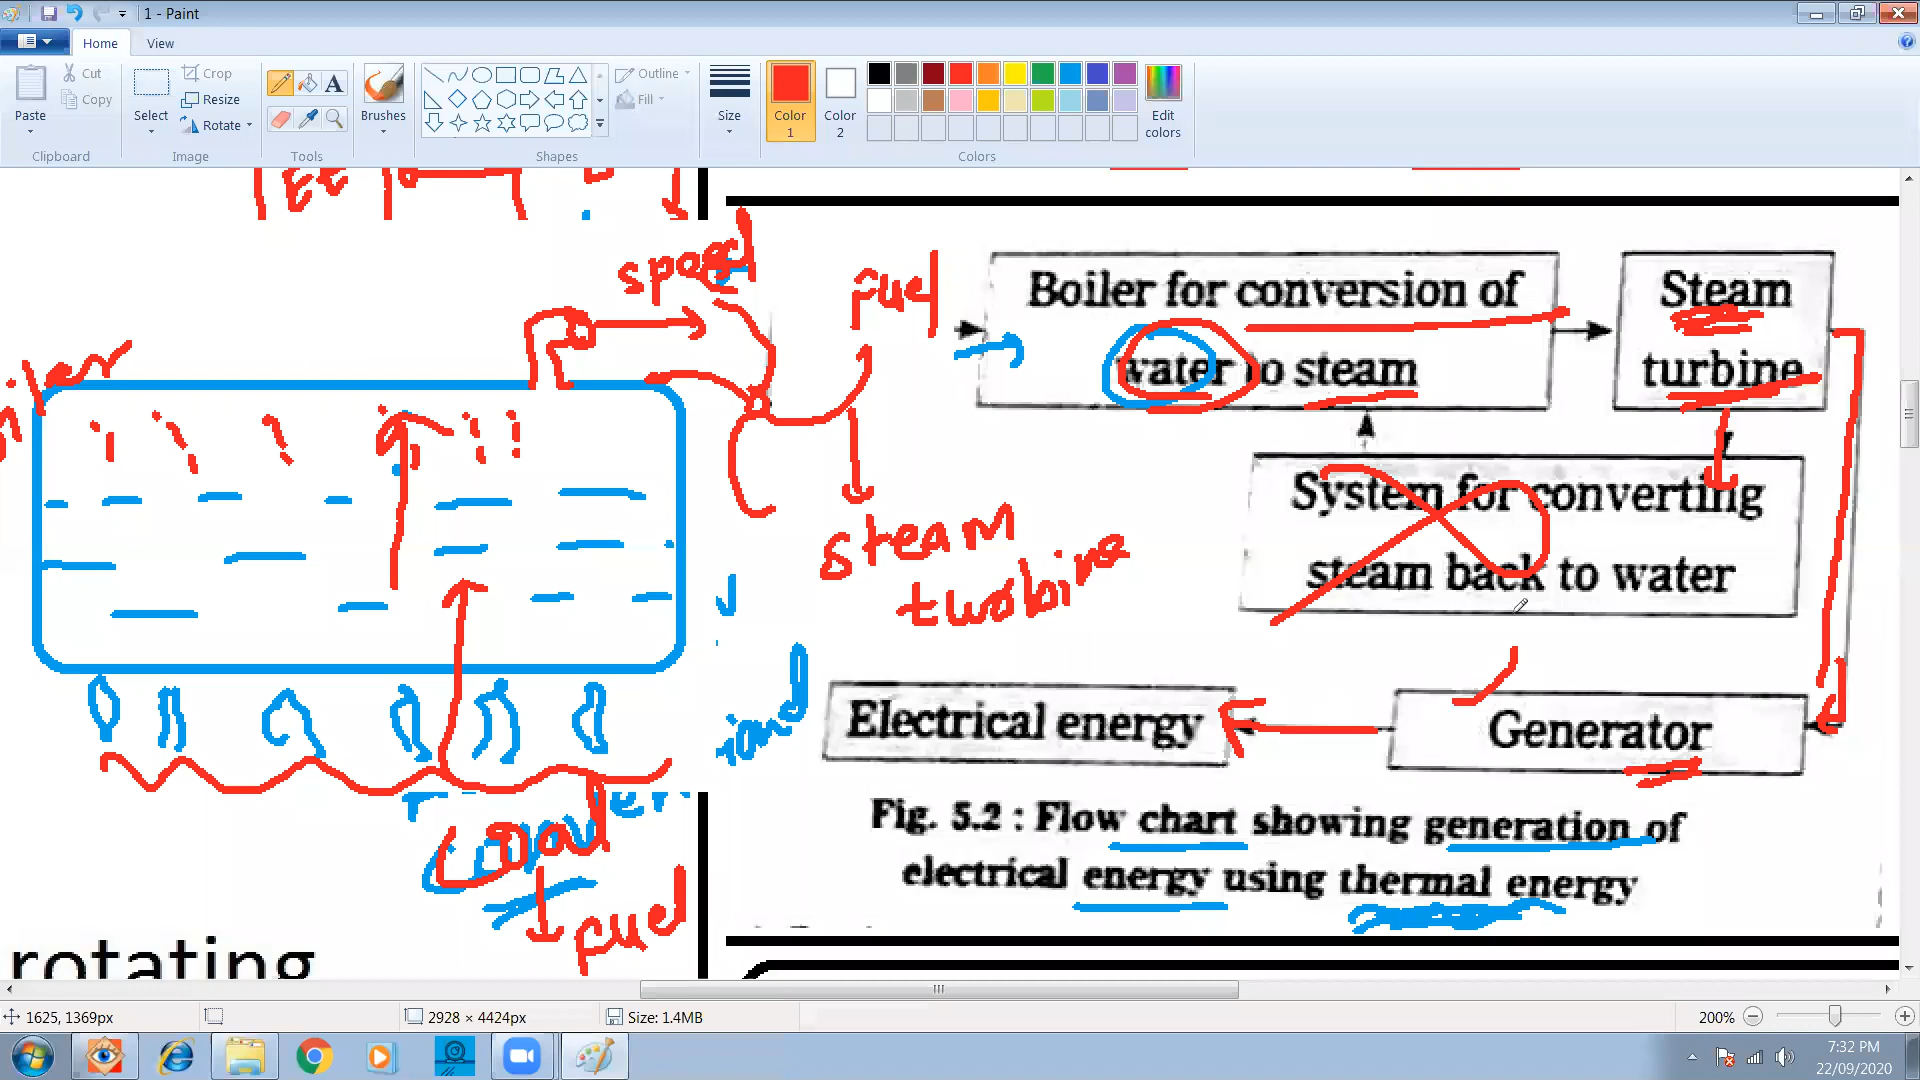 1 - Paint
Home
View
Paste
Cut
Copy
Clipboard
Select
Crop
Resize
Rotate
Image
Tools
Brushes
Shapes
Outline
Fill
Size
Color 1
Color 2
Edit colors
Colors
speed
fuel
Boiler for conversion of
water to steam
Steam
turbine
System for converting
steam back to water
steam
turbine
Electrical energy
Generator
Fig. 5.2 : Flow chart showing generation of
electrical energy using thermal energy
fuel
rotating
1625, 1369px
2928 × 4424px
Size: 1.4MB
200%
7:32 PM
22/09/2020